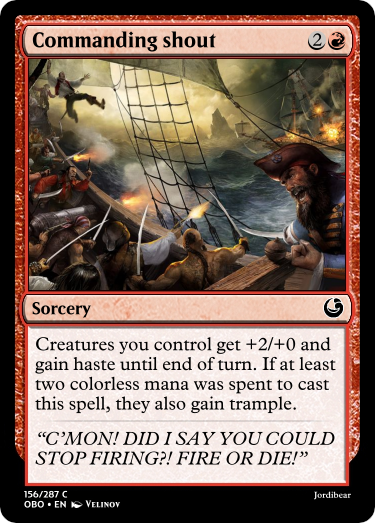 Commanding shout 2
Sorcery
Creatures you control get +2/+0 and
gain haste until end of turn. If at least
two colorless mana was spent to cast
this spell, they also gain trample.
“C’MON! DID I SAY YOU COULD
STOP FIRING?! FIRE OR DIE!”
156/287 C
OBO • EN Velinov
Jordibear